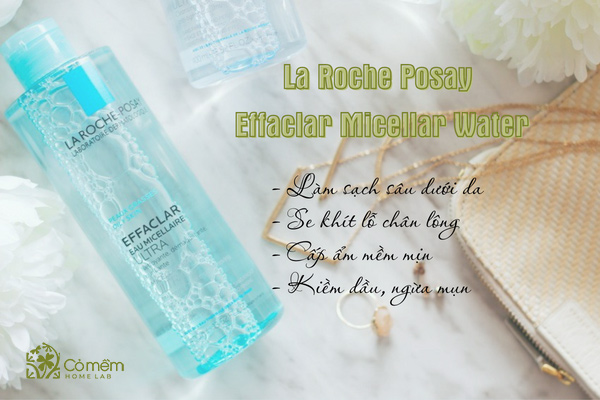 La Roche Posay
Effaclar Micellar Water
- Làm sạch sâu dưới da
- Se khít lỗ chân lông
- Cấp ẩm mềm mịn
- Kiềm dầu, ngừa mụn
LA ROCHE-POSAY
LABORATOIRE DERMATOLOGIQUE
EFFACLAR
EAU MICELLAIRE
ULTRA
Cỏ mềm
HOME LAB